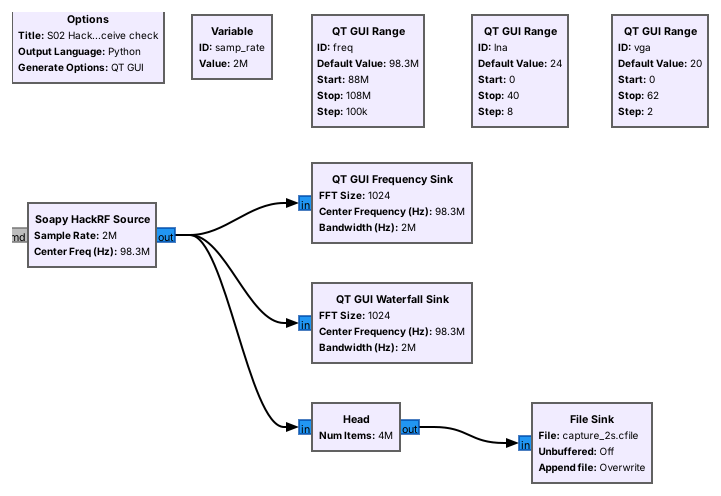 Options
Title: S02 Hack...ceive check
Output Language: Python
Generate Options: QT GUI
Variable
ID: samp_rate
Value: 2M
QT GUI Range
ID: freq
Default Value: 98.3M
Start: 88M
Stop: 108M
Step: 100k
QT GUI Range
ID: lna
Default Value: 24
Start: 0
Stop: 40
Step: 8
QT GUI Range
ID: vga
Default Value: 20
Start: 0
Stop: 62
Step: 2
Soapy HackRF Source
Sample Rate: 2M
Center Freq (Hz): 98.3M
out
in
QT GUI Frequency Sink
FFT Size: 1024
Center Frequency (Hz): 98.3M
Bandwidth (Hz): 2M
in
QT GUI Waterfall Sink
FFT Size: 1024
Center Frequency (Hz): 98.3M
Bandwidth (Hz): 2M
in
Head
Num Items: 4M
out
in
File Sink
File: capture_2s.cfile
Unbuffered: Off
Append file: Overwrite